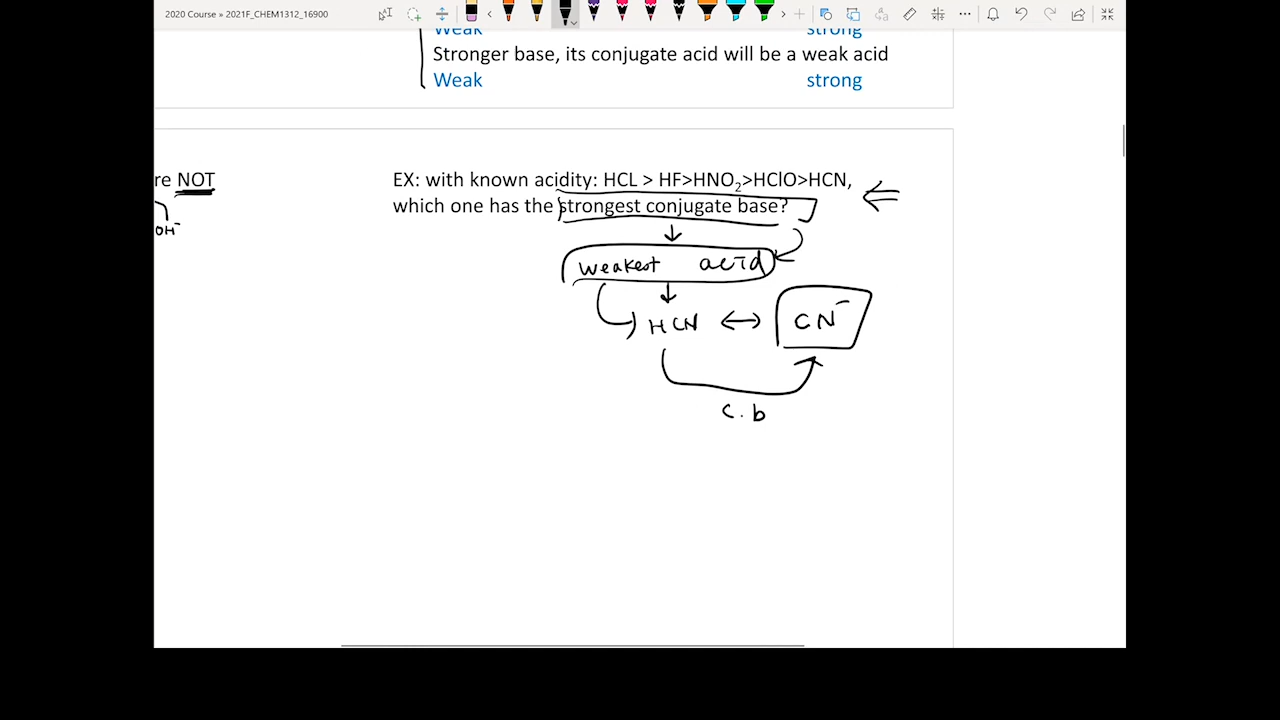 2020 Course » 2021F_CHEM1312_16900
Weak strong
Stronger base, its conjugate acid will be a weak acid
Weak strong
re NOT
OH⁻
EX: with known acidity: HCL > HF>HNO₂>HClO>HCN,
which one has the strongest conjugate base?
weakest acid
HCN ↔ CN⁻
c.b